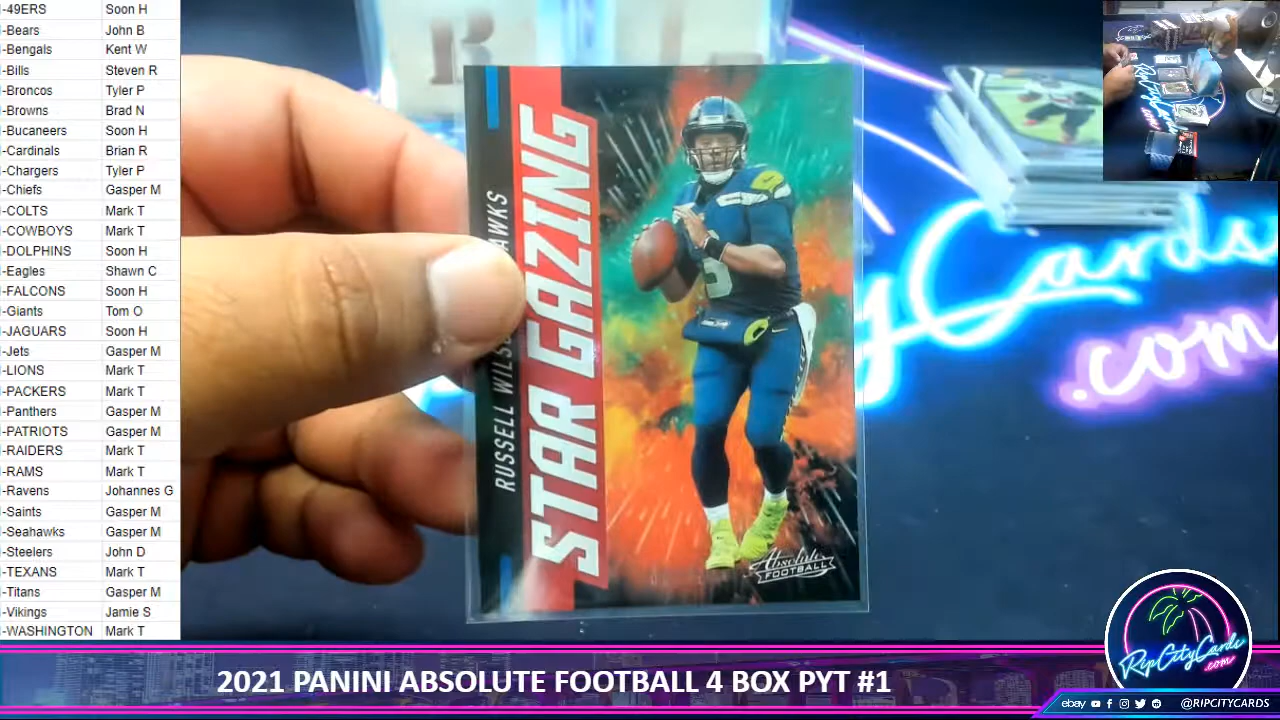 -49ERS Soon H
-Bears John B
-Bengals Kent W
-Bills Steven R
-Broncos Tyler P
-Browns Brad N
-Bucaneers Soon H
-Cardinals Brian R
-Chargers Tyler P
-Chiefs Gasper M
-COLTS Mark T
-COWBOYS Mark T
-DOLPHINS Soon H
-Eagles Shawn C
-FALCONS Soon H
-Giants Tom O
-JAGUARS Soon H
-Jets Gasper M
-LIONS Mark T
-PACKERS Mark T
-Panthers Gasper M
-PATRIOTS Gasper M
-RAIDERS Mark T
-RAMS Mark T
-Ravens Johannes G
-Saints Gasper M
-Seahawks Gasper M
-Steelers John D
-TEXANS Mark T
-Titans Gasper M
-Vikings Jamie S
-WASHINGTON Mark T
RUSSELL WILS AWKS
STAR GAZING
Absolute
FOOTBALL
yCards
.com
2021 PANINI ABSOLUTE FOOTBALL 4 BOX PYT #1
RipCityCards
.com
ebay @RIPCITYCARDS